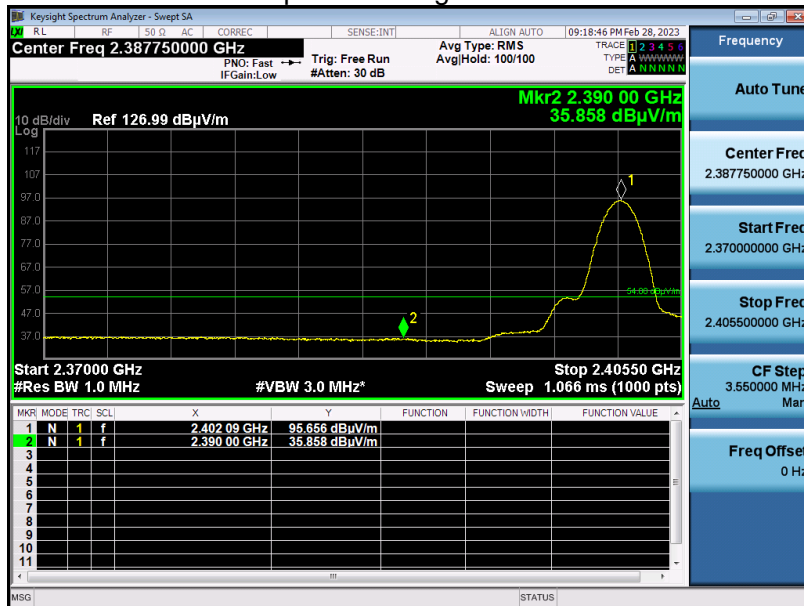 Keysight Spectrum Analyzer - Swept SA
LXI RL RF 50 Ω AC CORREC SENSE:INT ALIGN AUTO 09:18:46 PM Feb 28, 2023
Center Freq 2.387750000 GHz
PNO: Fast
IFGain:Low
Trig: Free Run
#Atten: 30 dB
Avg Type: RMS
Avg|Hold: 100/100
TRACE 1 2 3 4 5 6
TYPE A WWWWW
DET A N N N N N
Frequency
Mkr2 2.390 00 GHz
35.858 dBµV/m
10 dB/div Ref 126.99 dBµV/m
Log
117
107
97.0
87.0
77.0
67.0
57.0
47.0
37.0
1
54.00 dBµV/m
2
Start 2.37000 GHz Stop 2.40550 GHz
#Res BW 1.0 MHz #VBW 3.0 MHz* Sweep 1.066 ms (1000 pts)
MKR MODE TRC SCL X Y FUNCTION FUNCTION WIDTH FUNCTION VALUE
1 N 1 f 2.402 09 GHz 95.656 dBµV/m
2 N 1 f 2.390 00 GHz 35.858 dBµV/m
3
4
5
6
7
8
9
10
11
Auto Tune
Center Freq
2.387750000 GHz
Start Freq
2.370000000 GHz
Stop Freq
2.405500000 GHz
CF Step
3.550000 MHz
Auto Man
Freq Offset
0 Hz
MSG STATUS